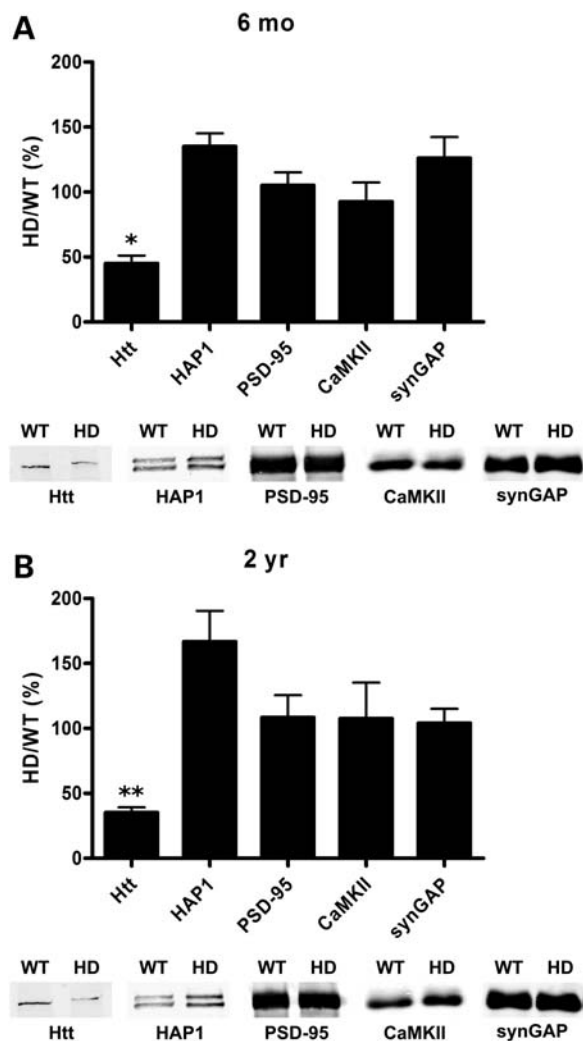 A
6 mo
HD/WT (%)
200
150
100
50
0
*
Htt HAP1 PSD-95 CaMKII synGAP
WT HD WT HD WT HD WT HD WT HD
Htt HAP1 PSD-95 CaMKII synGAP
B
2 yr
HD/WT (%)
200
150
100
50
0
**
Htt HAP1 PSD-95 CaMKII synGAP
WT HD WT HD WT HD WT HD WT HD
Htt HAP1 PSD-95 CaMKII synGAP